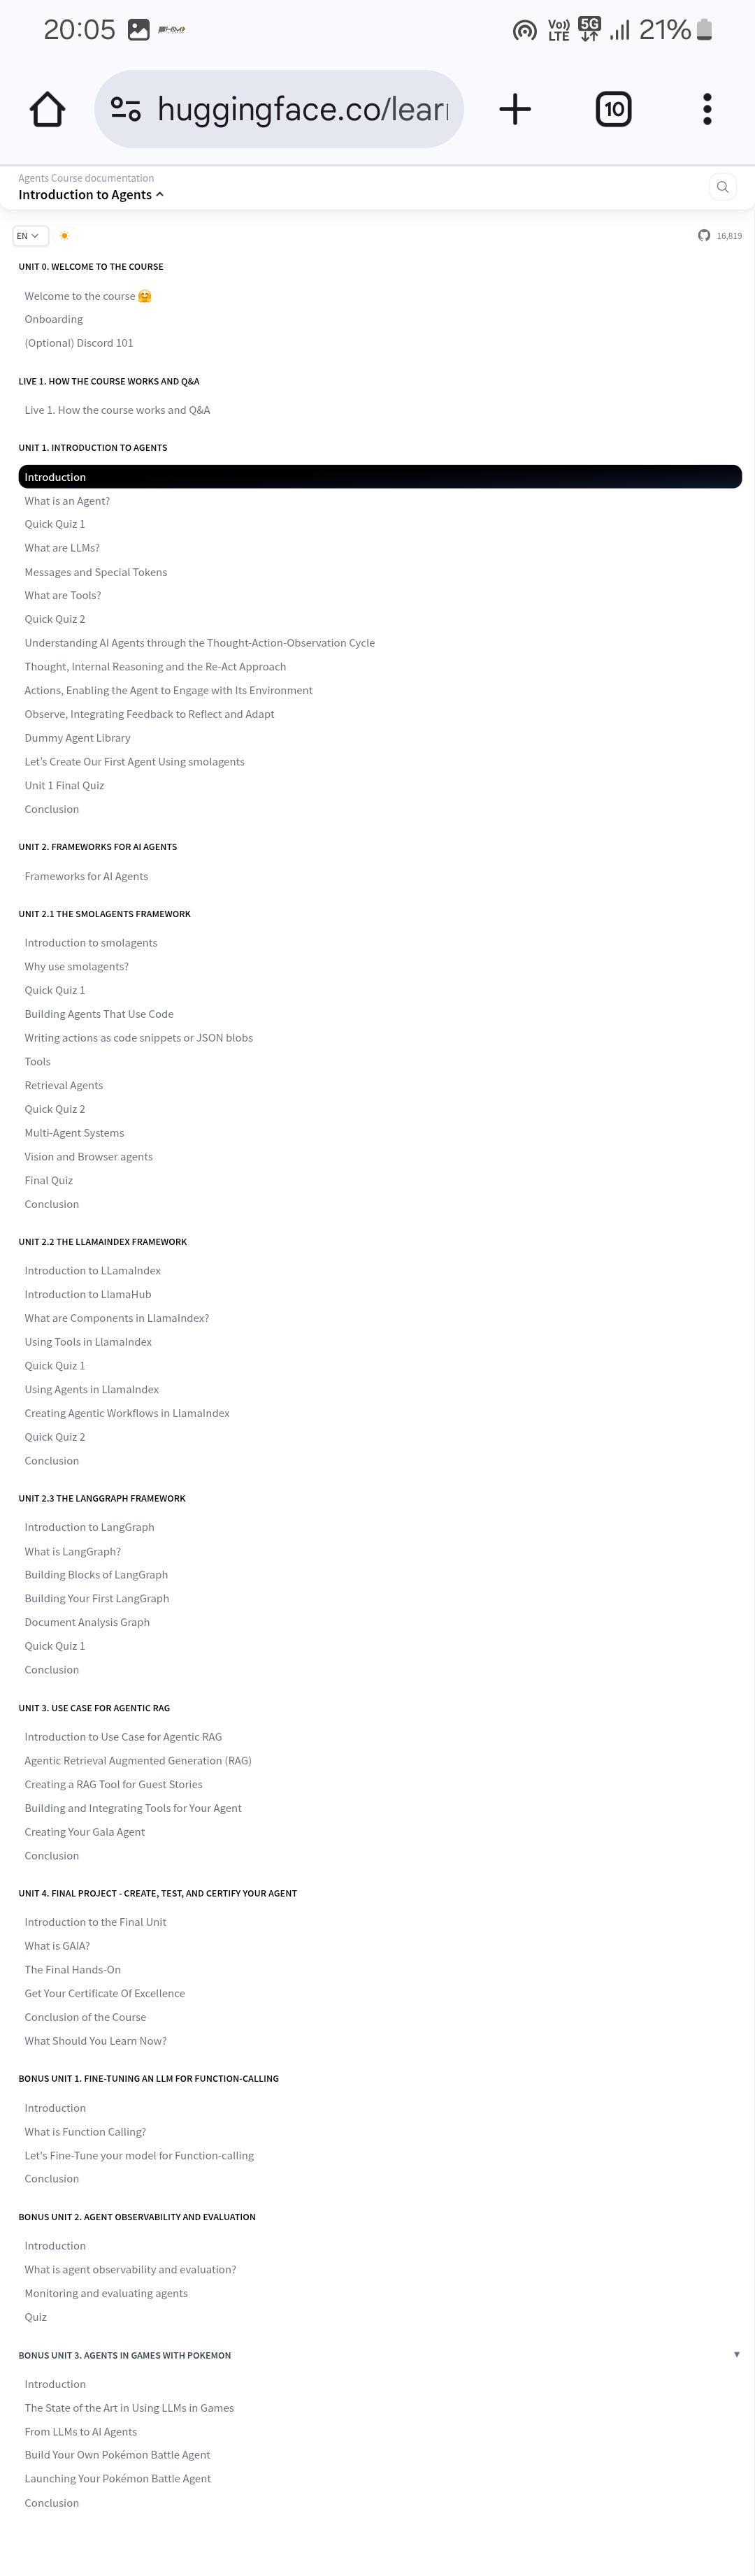 20:05
Vo))
LTE
5G
21%
huggingface.co/lear
10
Agents Course documentation
Introduction to Agents
EN
16,819
UNIT 0. WELCOME TO THE COURSE
Welcome to the course 🤗
Onboarding
(Optional) Discord 101
LIVE 1. HOW THE COURSE WORKS AND Q&A
Live 1. How the course works and Q&A
UNIT 1. INTRODUCTION TO AGENTS
Introduction
What is an Agent?
Quick Quiz 1
What are LLMs?
Messages and Special Tokens
What are Tools?
Quick Quiz 2
Understanding AI Agents through the Thought-Action-Observation Cycle
Thought, Internal Reasoning and the Re-Act Approach
Actions, Enabling the Agent to Engage with Its Environment
Observe, Integrating Feedback to Reflect and Adapt
Dummy Agent Library
Let's Create Our First Agent Using smolagents
Unit 1 Final Quiz
Conclusion
UNIT 2. FRAMEWORKS FOR AI AGENTS
Frameworks for AI Agents
UNIT 2.1 THE SMOLAGENTS FRAMEWORK
Introduction to smolagents
Why use smolagents?
Quick Quiz 1
Building Agents That Use Code
Writing actions as code snippets or JSON blobs
Tools
Retrieval Agents
Quick Quiz 2
Multi-Agent Systems
Vision and Browser agents
Final Quiz
Conclusion
UNIT 2.2 THE LLAMAINDEX FRAMEWORK
Introduction to LLamaIndex
Introduction to LlamaHub
What are Components in LlamaIndex?
Using Tools in LlamaIndex
Quick Quiz 1
Using Agents in LlamaIndex
Creating Agentic Workflows in LlamaIndex
Quick Quiz 2
Conclusion
UNIT 2.3 THE LANGGRAPH FRAMEWORK
Introduction to LangGraph
What is LangGraph?
Building Blocks of LangGraph
Building Your First LangGraph
Document Analysis Graph
Quick Quiz 1
Conclusion
UNIT 3. USE CASE FOR AGENTIC RAG
Introduction to Use Case for Agentic RAG
Agentic Retrieval Augmented Generation (RAG)
Creating a RAG Tool for Guest Stories
Building and Integrating Tools for Your Agent
Creating Your Gala Agent
Conclusion
UNIT 4. FINAL PROJECT - CREATE, TEST, AND CERTIFY YOUR AGENT
Introduction to the Final Unit
What is GAIA?
The Final Hands-On
Get Your Certificate Of Excellence
Conclusion of the Course
What Should You Learn Now?
BONUS UNIT 1. FINE-TUNING AN LLM FOR FUNCTION-CALLING
Introduction
What is Function Calling?
Let's Fine-Tune your model for Function-calling
Conclusion
BONUS UNIT 2. AGENT OBSERVABILITY AND EVALUATION
Introduction
What is agent observability and evaluation?
Monitoring and evaluating agents
Quiz
BONUS UNIT 3. AGENTS IN GAMES WITH POKEMON
Introduction
The State of the Art in Using LLMs in Games
From LLMs to AI Agents
Build Your Own Pokémon Battle Agent
Launching Your Pokémon Battle Agent
Conclusion